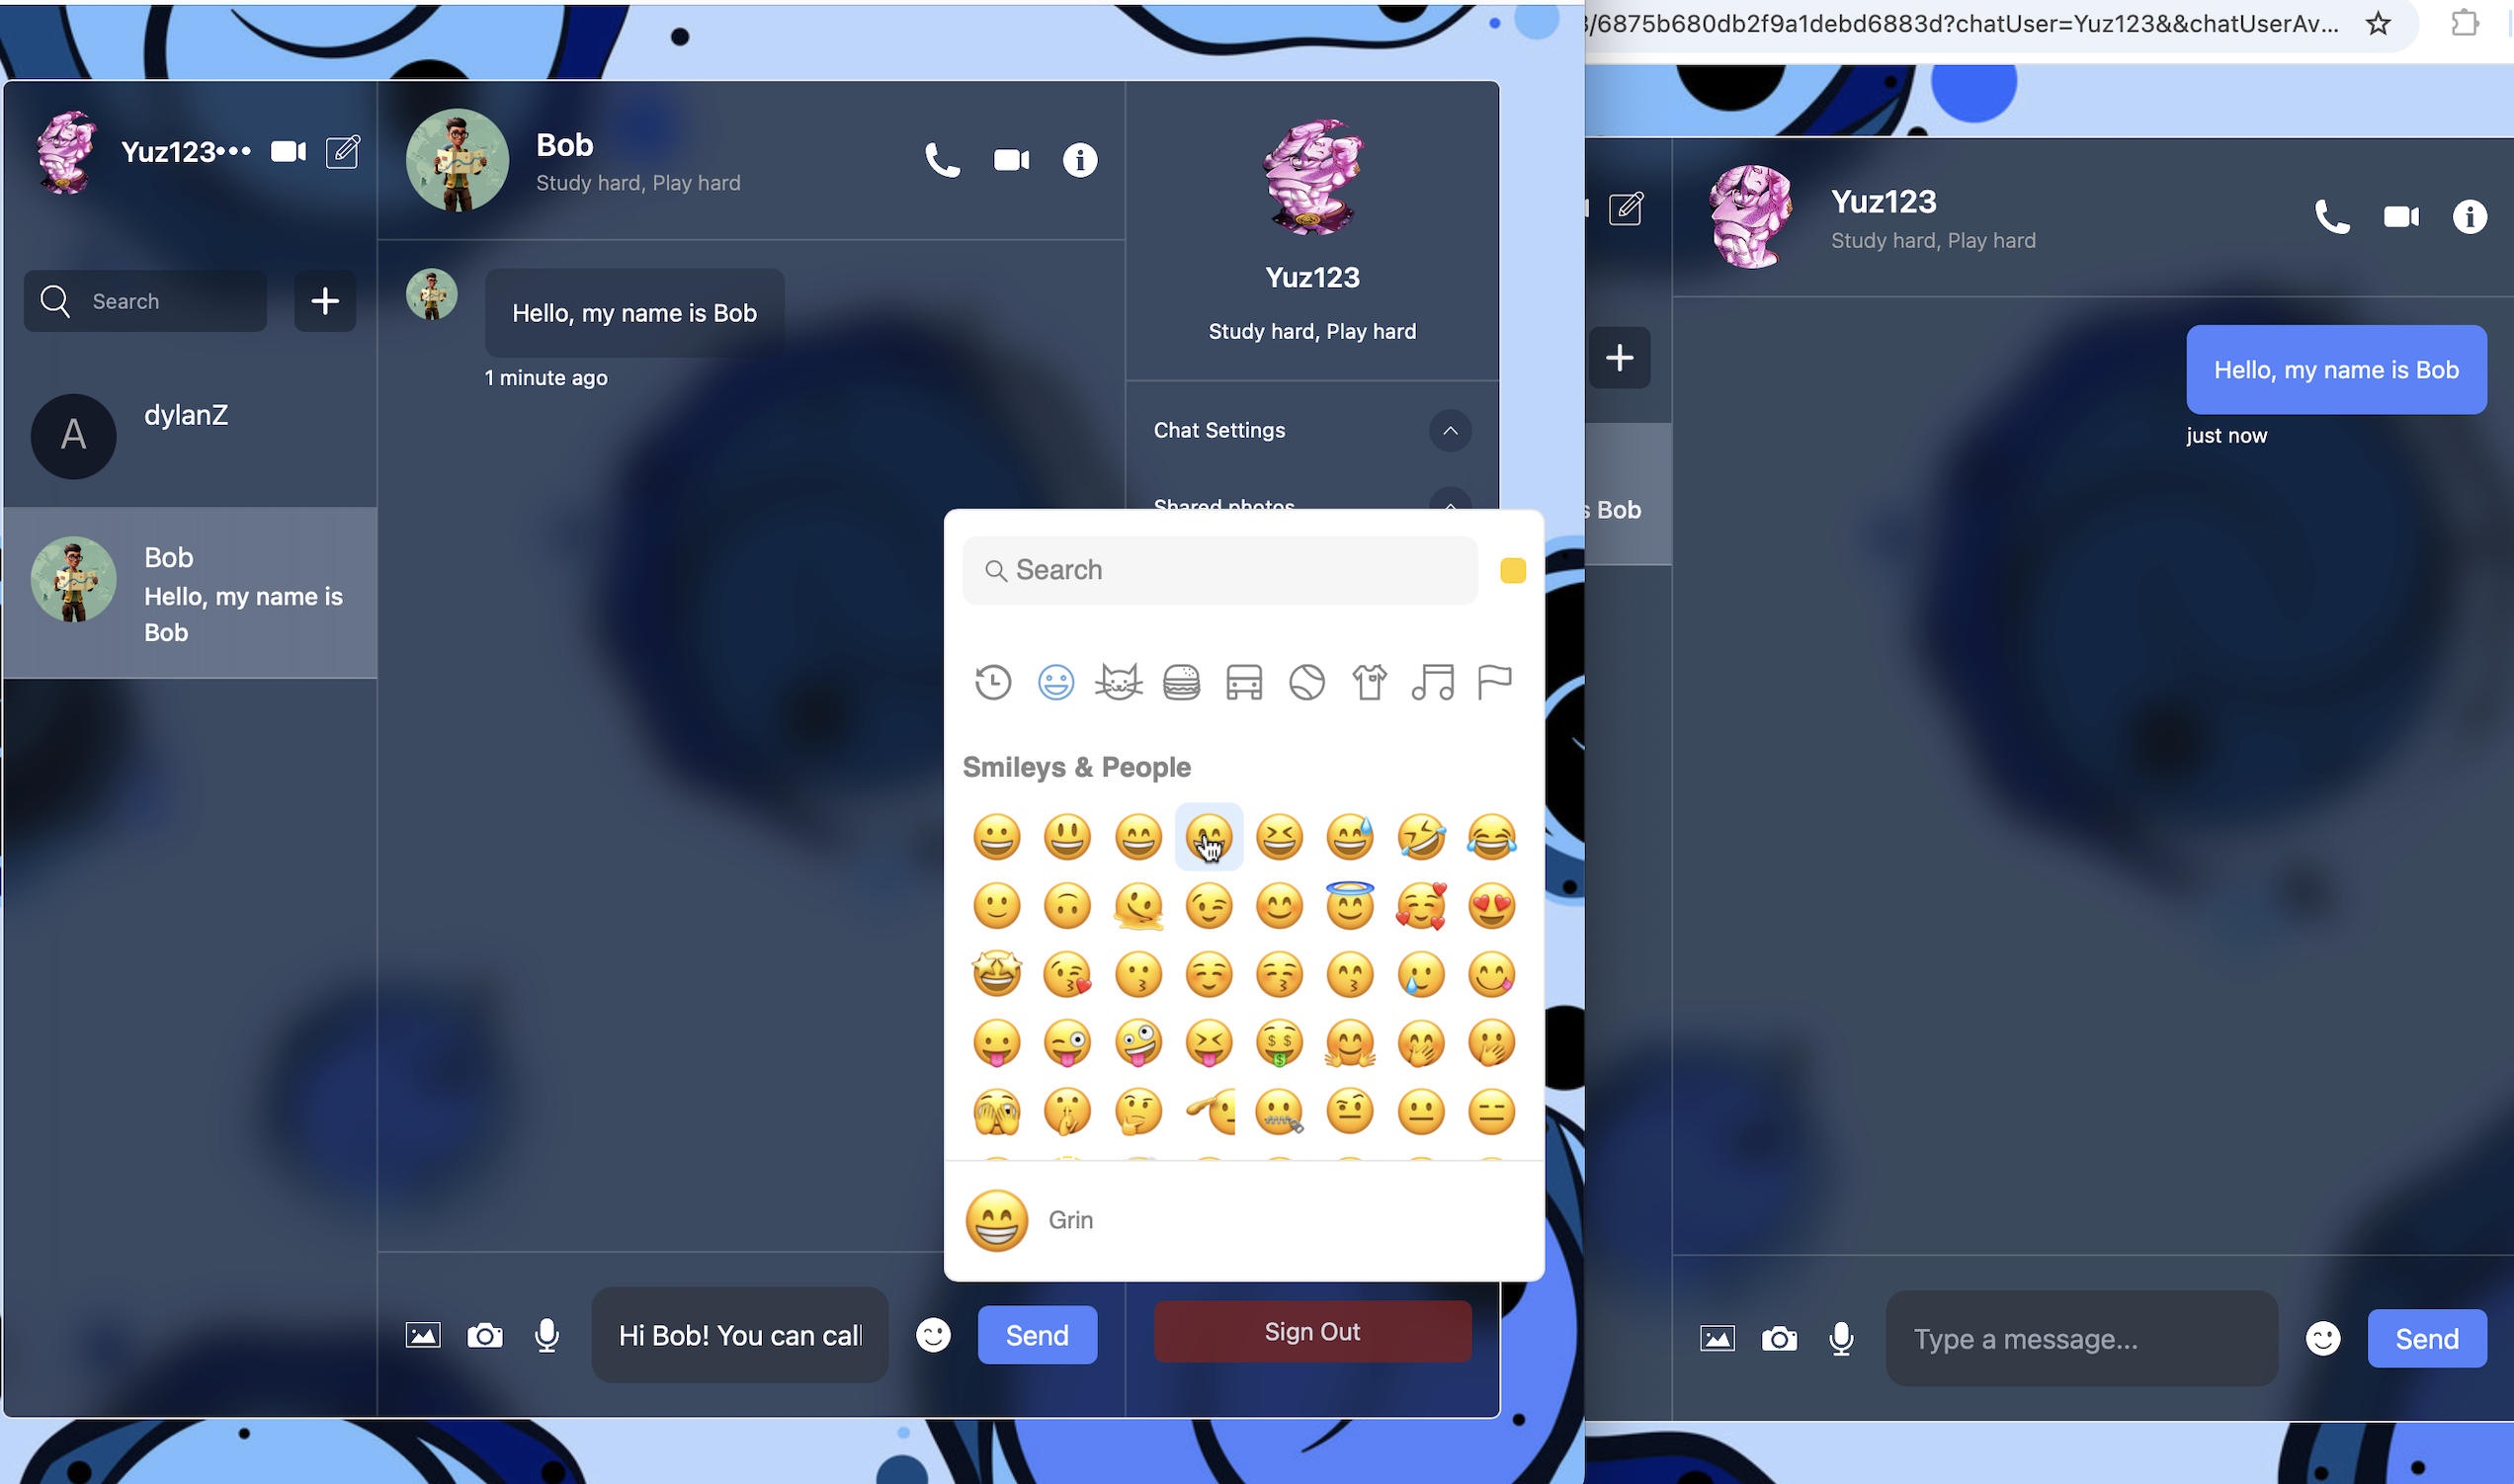 /6875b680db2f9a1debd6883d?chatUser=Yuz123&&chatUserAv...
Yuz123•••
Search
A
dylanZ
Bob
Hello, my name is
Bob
Bob
Study hard, Play hard
Hello, my name is Bob
1 minute ago
Hi Bob! You can call
Send
Yuz123
Study hard, Play hard
Chat Settings
Shared photos
Search
Smileys & People
Grin
Sign Out
s Bob
Yuz123
Study hard, Play hard
Hello, my name is Bob
just now
Type a message...
Send